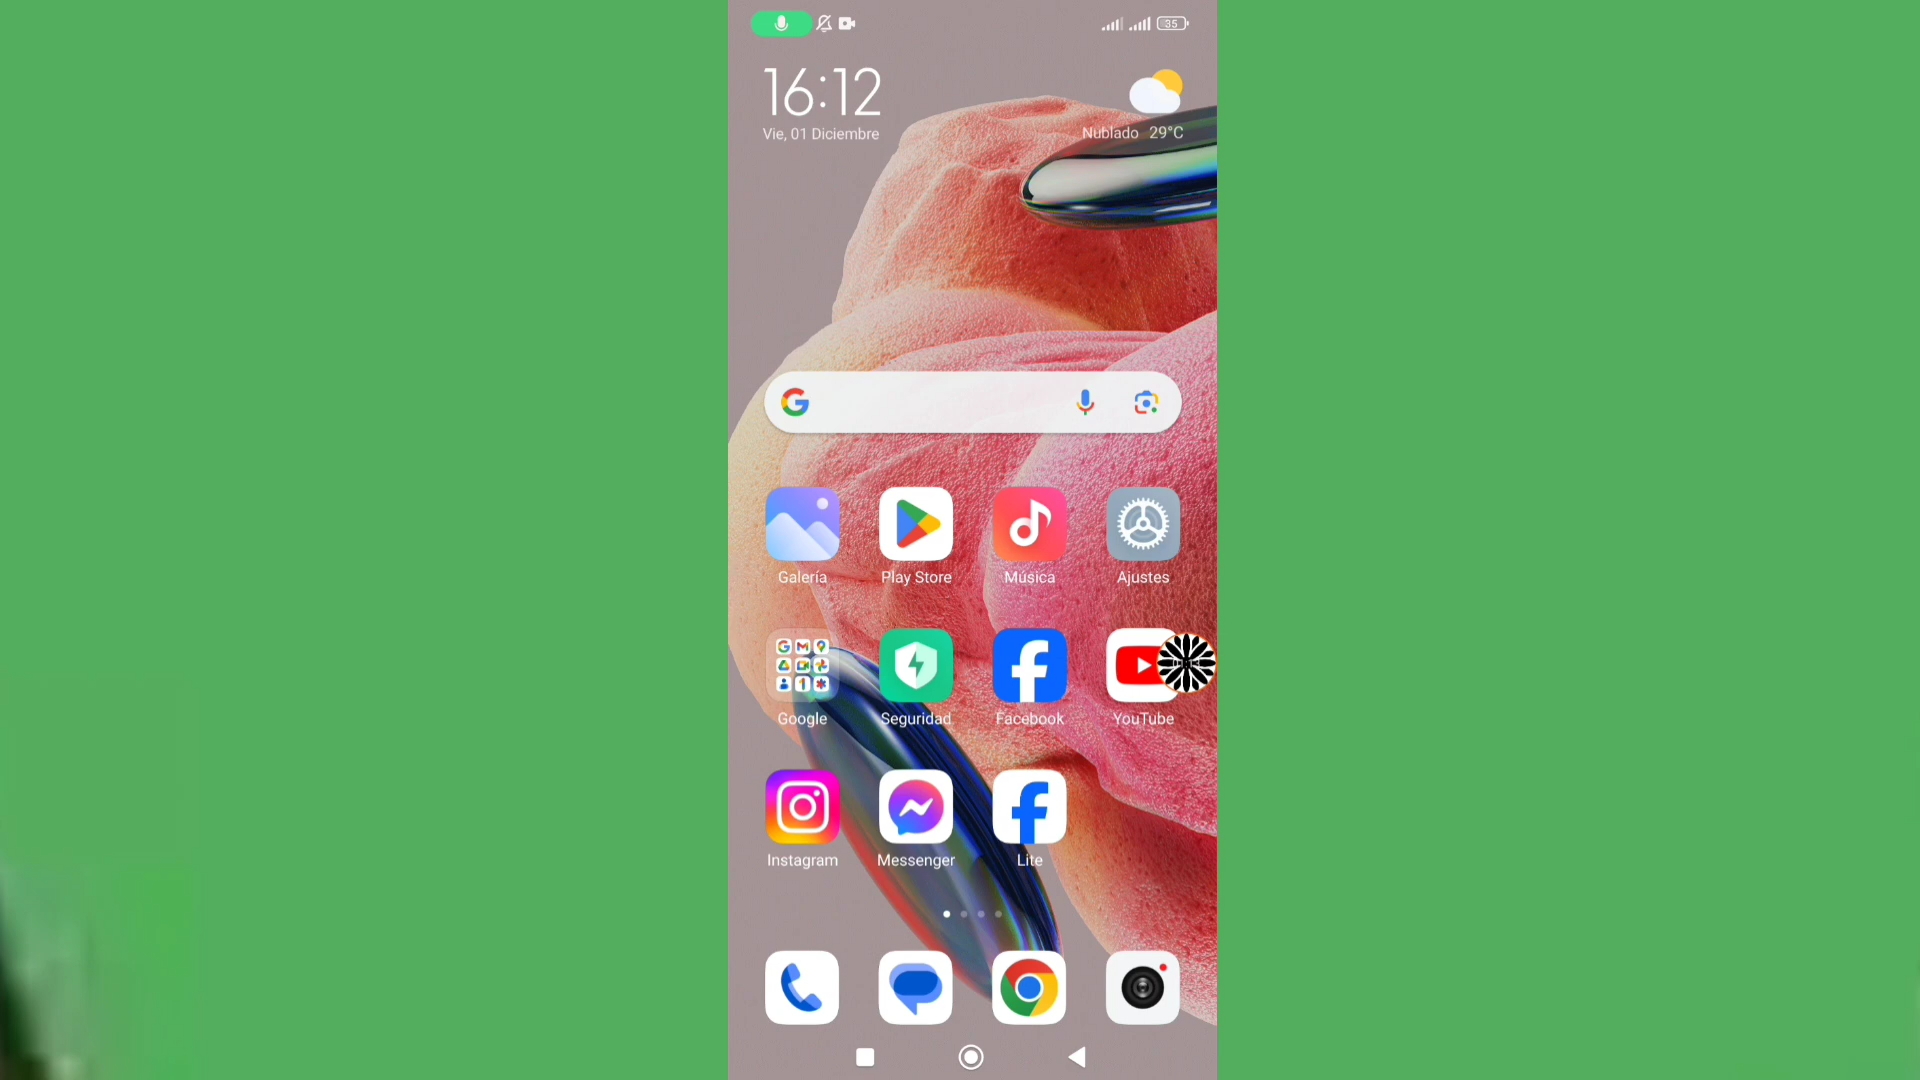 35
16:12
Vie, 01 Diciembre
Nublado 29°C
Galería
Play Store
Música
Ajustes
Google
Seguridad
Facebook
YouTube
Instagram
Messenger
Lite